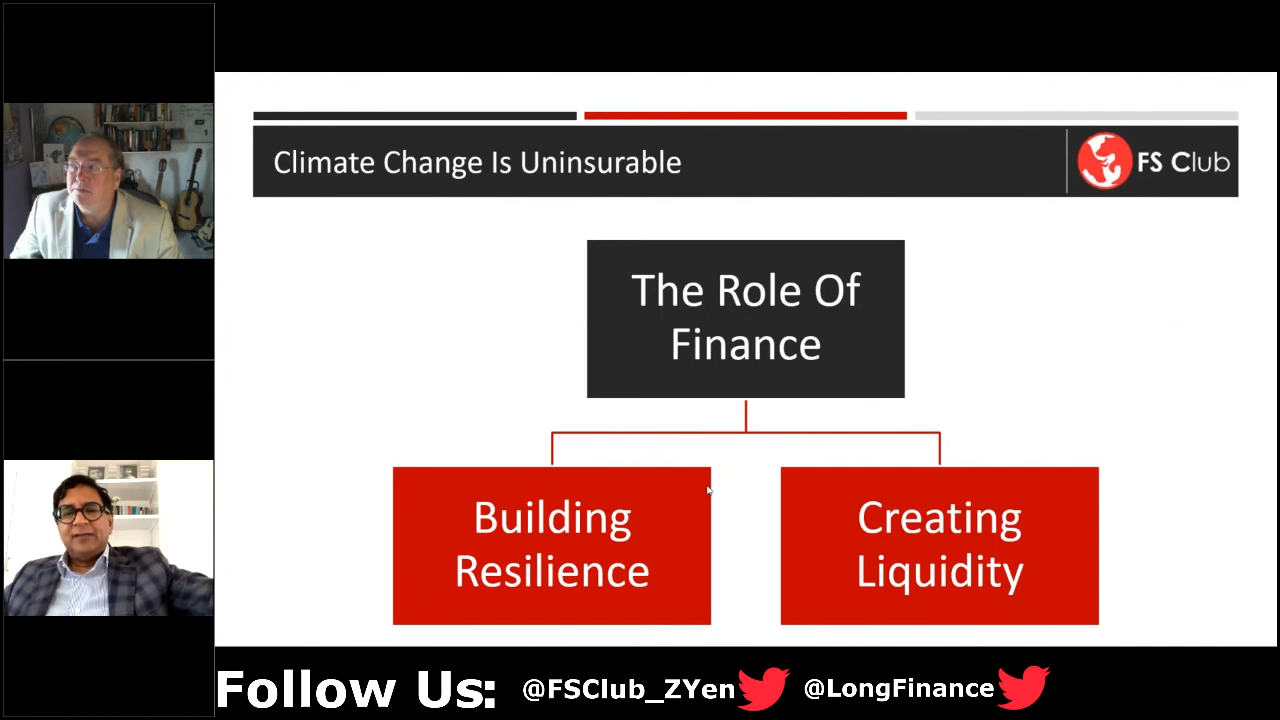 Climate Change Is Uninsurable
FS Club
The Role Of
Finance
Building
Resilience
Creating
Liquidity
Follow Us:
@FSClub_ZYen
@LongFinance